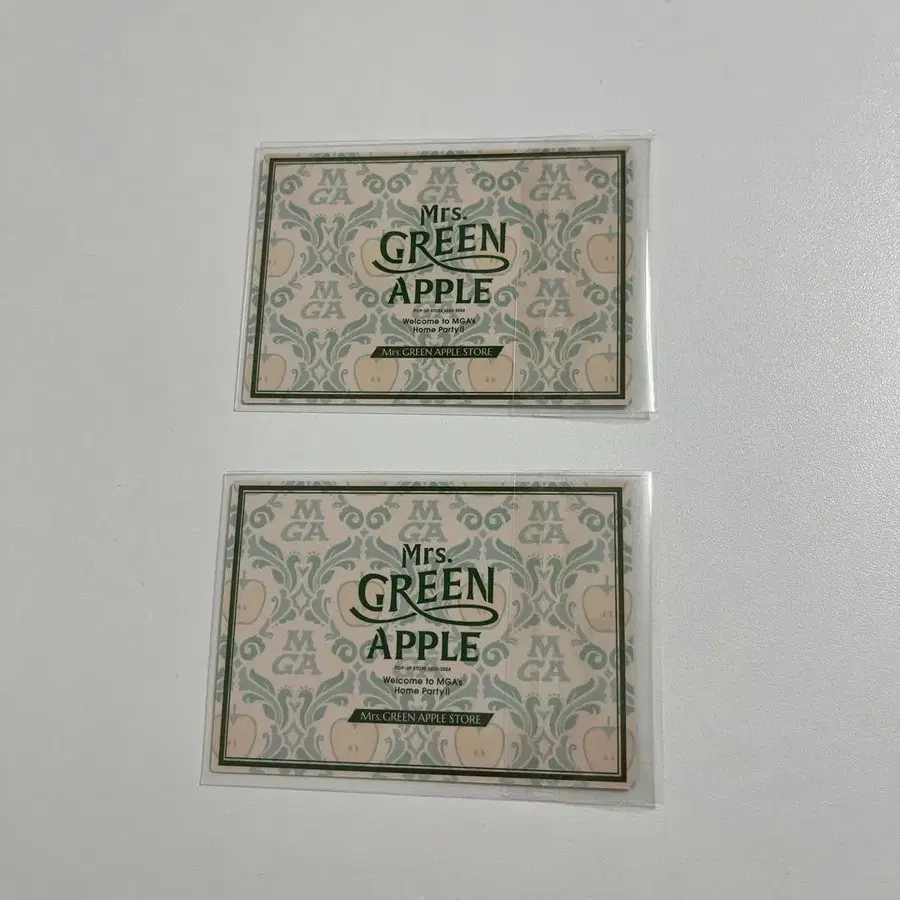 MGA MGA MGA
Mrs.
GREEN
APPLE
MGA MGA
POP-UP STORE 2023-2024
Welcome to MGA's
Home Party!!
Mrs. GREEN APPLE STORE
MGA MGA MGA
Mrs.
GREEN
APPLE
MGA MGA
POP-UP STORE 2023-2024
Welcome to MGA's
Home Party!!
Mrs. GREEN APPLE STORE